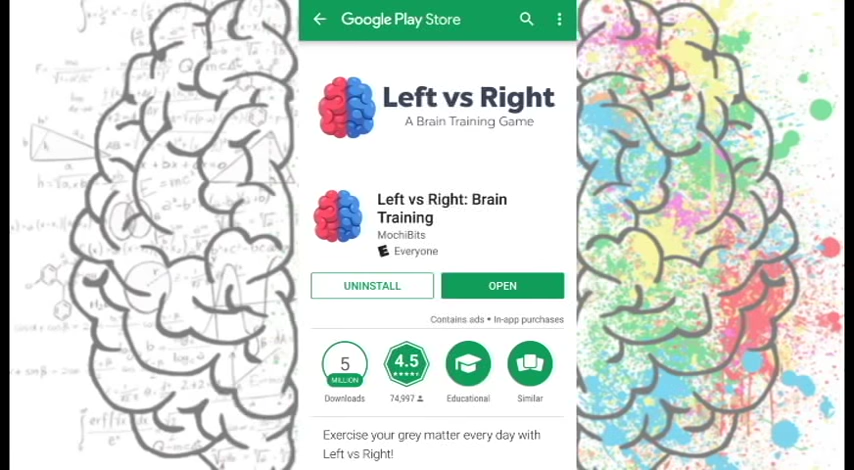 Google Play Store
Left vs Right
A Brain Training Game
Left vs Right: Brain
Training
MochiBits
E Everyone
UNINSTALL
OPEN
Contains ads • In-app purchases
5
MILLION
Downloads
4.5
74,997
Educational
Similar
Exercise your grey matter every day with
Left vs Right!